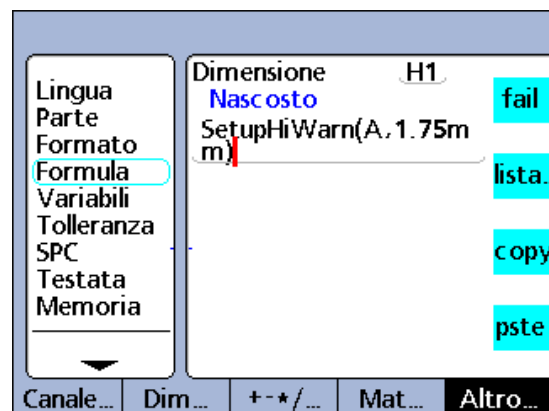 Lingua
Parte
Formato
Formula
Variabili
Tolleranza
SPC
Testata
Memoria
Dimensione H1
Nascosto
SetupHiWarn(A,1.75m
m)
fail
lista.
copy
pste
Canale... Dim... +-*/... Mat... Altro...